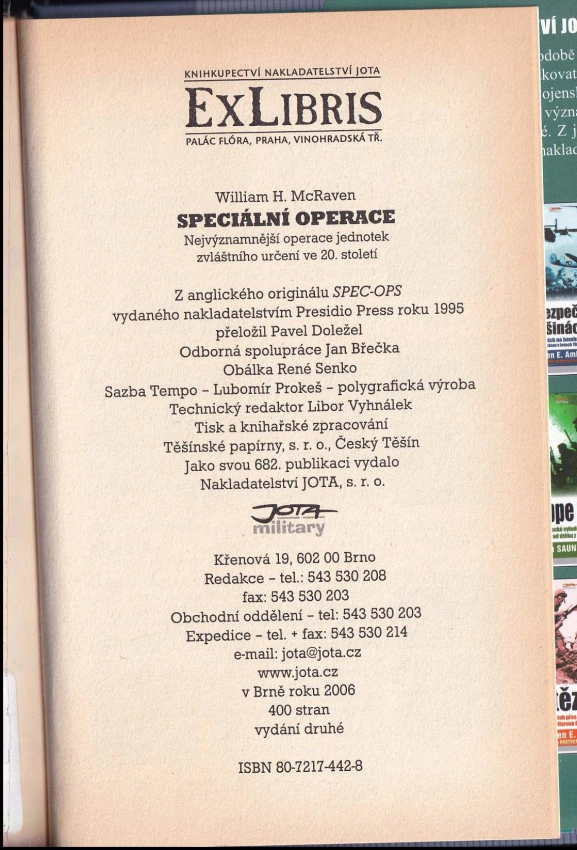 KNIHKUPECTVÍ NAKLADATELSTVÍ JOTA
EXLIBRIS
PALÁC FLÓRA, PRAHA, VINOHRADSKÁ TŘ.
William H. McRaven
SPECIÁLNÍ OPERACE
Nejvýznamnější operace jednotek
zvláštního určení ve 20. století
Z anglického originálu SPEC-OPS
vydaného nakladatelstvím Presidio Press roku 1995
přeložil Pavel Doležel
Odborná spolupráce Jan Břečka
Obálka René Senko
Sazba Tempo – Lubomír Prokeš – polygrafická výroba
Technický redaktor Libor Vyhnálek
Tisk a knihařské zpracování
Těšínské papírny, s. r. o., Český Těšín
Jako svou 682. publikaci vydalo
Nakladatelství JOTA, s. r. o.
JOTA
military
Křenová 19, 602 00 Brno
Redakce – tel.: 543 530 208
fax: 543 530 203
Obchodní oddělení – tel: 543 530 203
Expedice – tel. + fax: 543 530 214
e-mail: jota@jota.cz
www.jota.cz
v Brně roku 2006
400 stran
vydání druhé
ISBN 80-7217-442-8